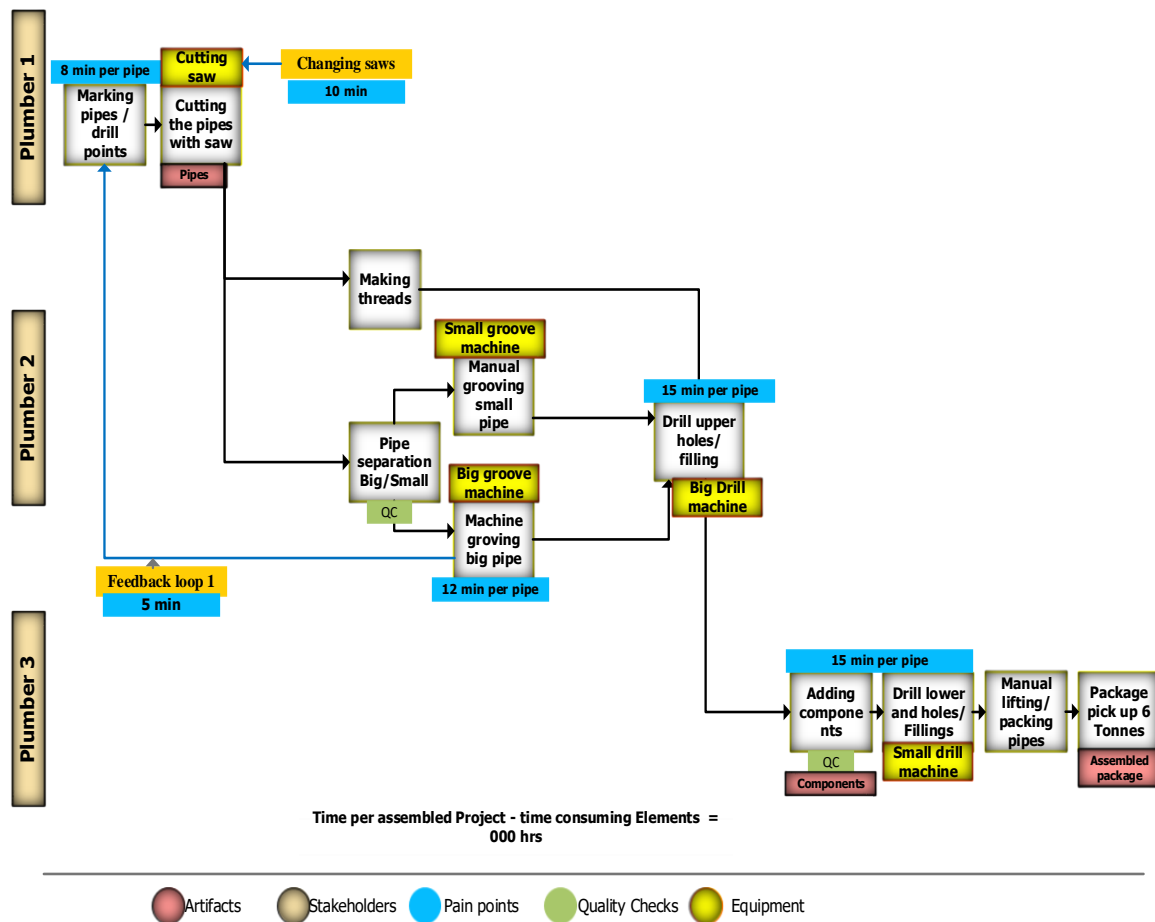 Plumber 1
8 min per pipe
Marking
pipes /
drill
points
Cutting
saw
Cutting
the pipes
with saw
Pipes
Changing saws
10 min
Plumber 2
Making
threads
Small groove
machine
Manual
grooving
small
pipe
Pipe
separation
Big/Small
QC
Big groove
machine
Machine
groving
big pipe
12 min per pipe
15 min per pipe
Drill upper
holes/
filling
Big Drill
machine
Feedback loop 1
5 min
Plumber 3
15 min per pipe
Adding
compone
nts
QC
Components
Drill lower
and holes/
Fillings
Small drill
machine
Manual
lifting/
packing
pipes
Package
pick up 6
Tonnes
Assembled
package
Time per assembled Project - time consuming Elements =
000 hrs
Artifacts
Stakeholders
Pain points
Quality Checks
Equipment